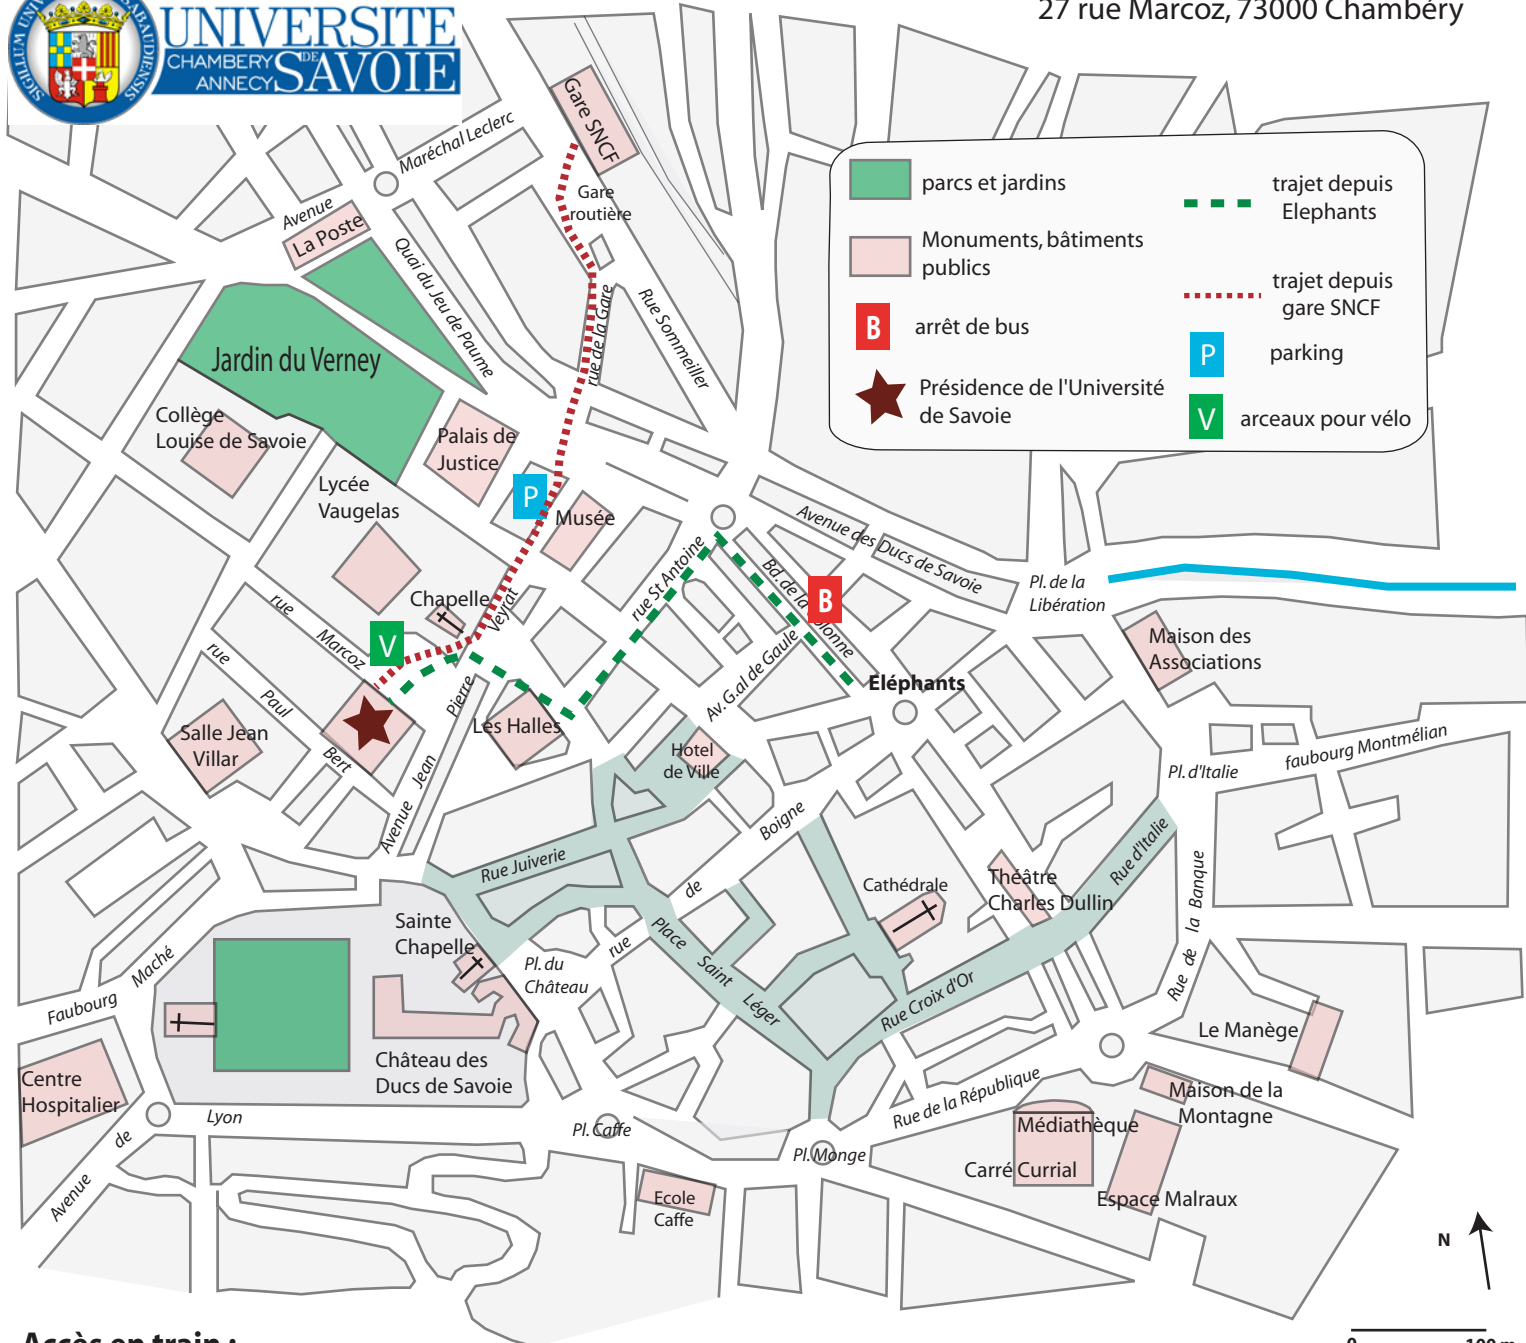 27 rue Marcoz, 73000 Chambéry
UNIVERSITE
CHAMBERY
DE
ANNECY
SAVOIE
SIGILLUM
Gare SNCF
Maréchal Leclerc
Avenue
La Poste
Gare
routière
Quai du Jeu de Paume
rue de la Gare
Rue Sommeiller
parcs et jardins
Monuments, bâtiments
publics
B
arrêt de bus
Présidence de l'Université
de Savoie
trajet depuis
Elephants
trajet depuis
gare SNCF
P
parking
V
arceaux pour vélo
Jardin du Verney
Collège
Louise de Savoie
Palais de
Justice
Lycée
Vaugelas
P
Musée
Avenue des Ducs de Savoie
Pl. de la
Libération
rue St Antoine
Bd. de la Colonne
B
Chapelle
Veyrat
V
rue
Marcoz
rue
Paul
Bert
Maison des
Associations
Av. G.al de Gaule
Eléphants
Pierre
Jean
Avenue
Les Halles
Salle Jean
Villar
Hotel
de Ville
Pl. d'Italie
faubourg Montmélian
Boigne
de
rue
Rue Juiverie
Cathédrale
Théâtre
Charles Dullin
Rue d'Italie
Rue de la Banque
Sainte
Chapelle
Place
Saint
Léger
Pl. du
Château
Rue Croix d'Or
Faubourg
Maché
Le Manège
Château des
Ducs de Savoie
Centre
Hospitalier
Maison de la
Montagne
Rue de la République
Médiathèque
Lyon
de
Avenue
Pl. Caffe
Pl. Monge
Carré Currial
Espace Malraux
Ecole
Caffe
N
Accès en train :
0
100 m